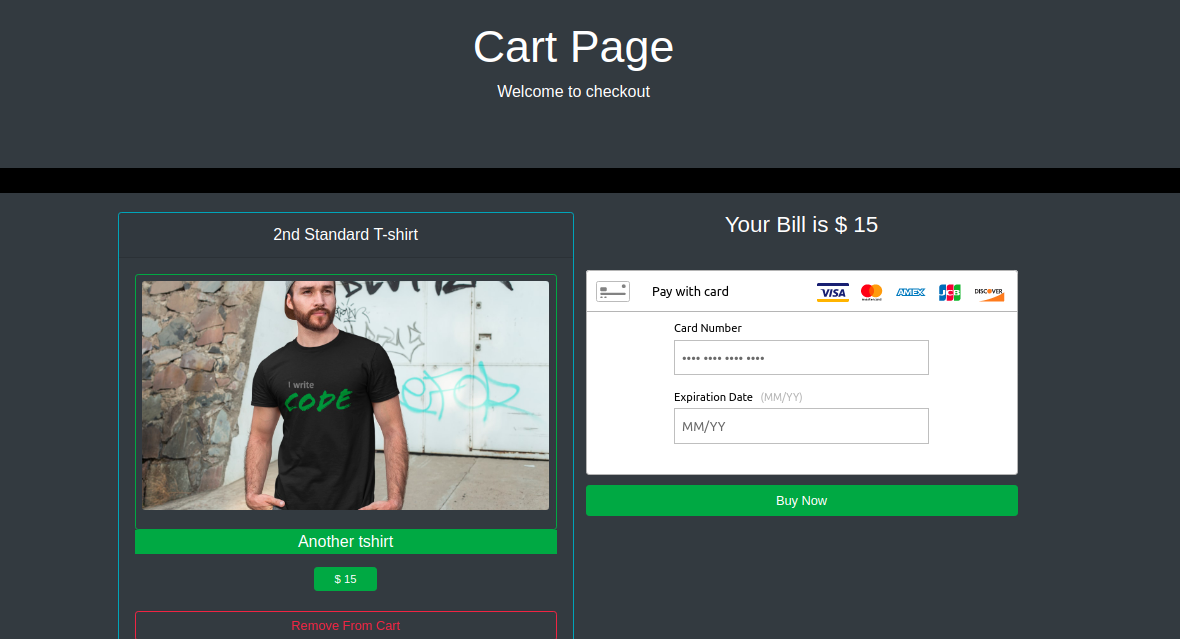 Cart Page
Welcome to checkout
2nd Standard T-shirt
I write
CODE
Another tshirt
$ 15
Remove From Cart
Your Bill is $ 15
Pay with card
VISA
mastercard
AMEX
JCB
DISCOVER
Card Number
•••• •••• •••• ••••
Expiration Date (MM/YY)
MM/YY
Buy Now